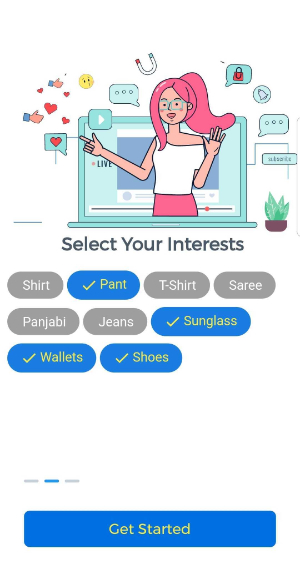 LIVE
subscribe
Select Your Interests
Shirt Pant T-Shirt Saree
Panjabi Jeans Sunglass
Wallets Shoes
Get Started